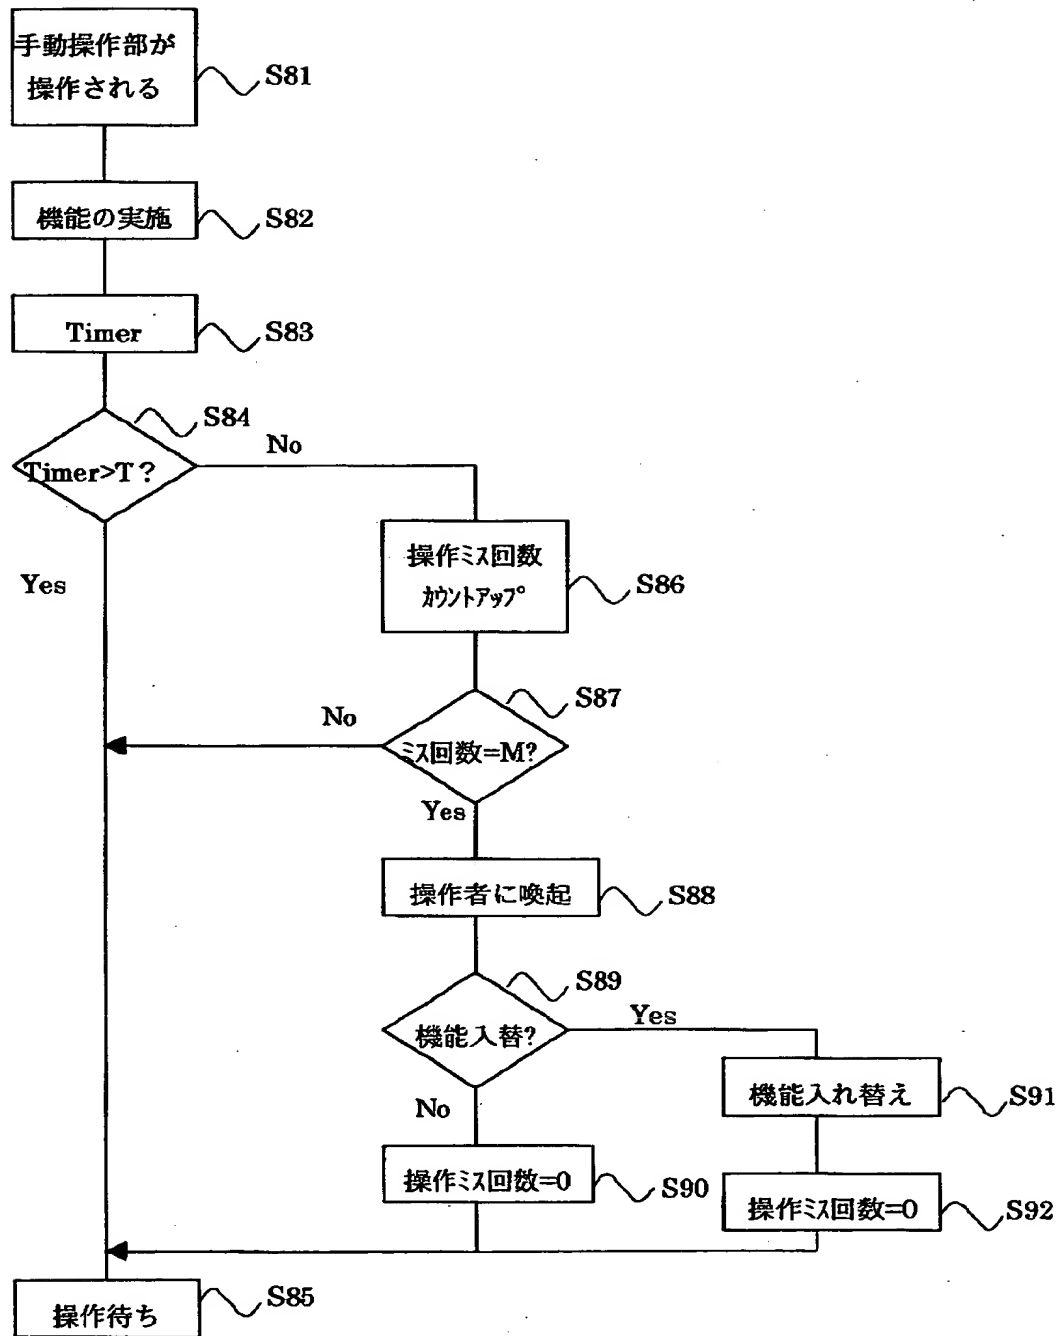 手動操作部が
操作される
S81
機能の実施
S82
Timer
S83
S84
Timer>T?
No
Yes
操作ﾐｽ回数
ｶｳﾝﾄｱｯﾌﾟ
S86
S87
No
ﾐｽ回数=M?
Yes
操作者に喚起
S88
S89
機能入替?
Yes
No
機能入れ替え
S91
操作ﾐｽ回数=0
S90
操作ﾐｽ回数=0
S92
操作待ち
S85